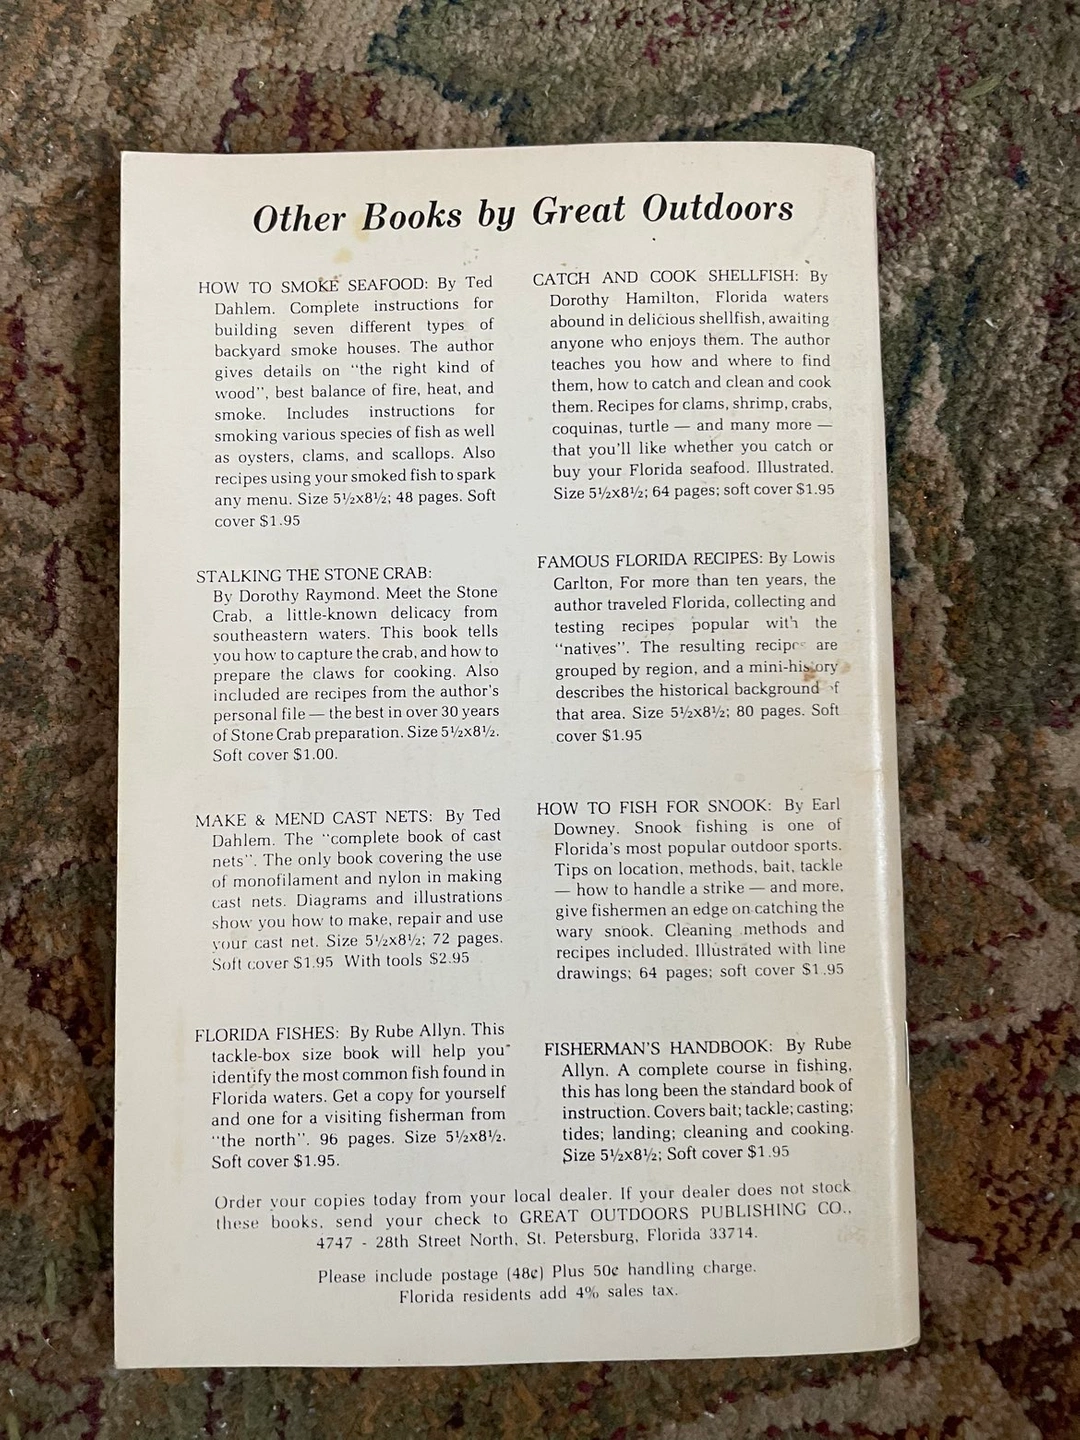 Other Books by Great Outdoors
HOW TO SMOKE SEAFOOD: By Ted
Dahlem. Complete instructions for
building seven different types of
backyard smoke houses. The author
gives details on "the right kind of
wood", best balance of fire, heat, and
smoke. Includes instructions for
smoking various species of fish as well
as oysters, clams, and scallops. Also
recipes using your smoked fish to spark
any menu. Size 5½x8½; 48 pages. Soft
cover $1.95
STALKING THE STONE CRAB:
By Dorothy Raymond. Meet the Stone
Crab, a little-known delicacy from
southeastern waters. This book tells
you how to capture the crab, and how to
prepare the claws for cooking. Also
included are recipes from the author's
personal file — the best in over 30 years
of Stone Crab preparation. Size 5½x8½.
Soft cover $1.00.
MAKE & MEND CAST NETS: By Ted
Dahlem. The "complete book of cast
nets". The only book covering the use
of monofilament and nylon in making
cast nets. Diagrams and illustrations
show you how to make, repair and use
your cast net. Size 5½x8½; 72 pages.
Soft cover $1.95 With tools $2.95
FLORIDA FISHES: By Rube Allyn. This
tackle-box size book will help you
identify the most common fish found in
Florida waters. Get a copy for yourself
and one for a visiting fisherman from
"the north". 96 pages. Size 5½x8½.
Soft cover $1.95.
CATCH AND COOK SHELLFISH: By
Dorothy Hamilton, Florida waters
abound in delicious shellfish, awaiting
anyone who enjoys them. The author
teaches you how and where to find
them, how to catch and clean and cook
them. Recipes for clams, shrimp, crabs,
coquinas, turtle — and many more —
that you'll like whether you catch or
buy your Florida seafood. Illustrated.
Size 5½x8½; 64 pages; soft cover $1.95
FAMOUS FLORIDA RECIPES: By Lowis
Carlton, For more than ten years, the
author traveled Florida, collecting and
testing recipes popular with the
"natives". The resulting recipes are
grouped by region, and a mini-history
describes the historical background of
that area. Size 5½x8½; 80 pages. Soft
cover $1.95
HOW TO FISH FOR SNOOK: By Earl
Downey. Snook fishing is one of
Florida's most popular outdoor sports.
Tips on location, methods, bait, tackle
— how to handle a strike — and more,
give fishermen an edge on catching the
wary snook. Cleaning methods and
recipes included. Illustrated with line
drawings; 64 pages; soft cover $1.95
FISHERMAN'S HANDBOOK: By Rube
Allyn. A complete course in fishing,
this has long been the standard book of
instruction. Covers bait; tackle; casting;
tides; landing; cleaning and cooking.
Size 5½x8½; Soft cover $1.95
Order your copies today from your local dealer. If your dealer does not stock
these books, send your check to GREAT OUTDOORS PUBLISHING CO.,
4747 - 28th Street North, St. Petersburg, Florida 33714.
Please include postage (48¢) Plus 50¢ handling charge.
Florida residents add 4% sales tax.